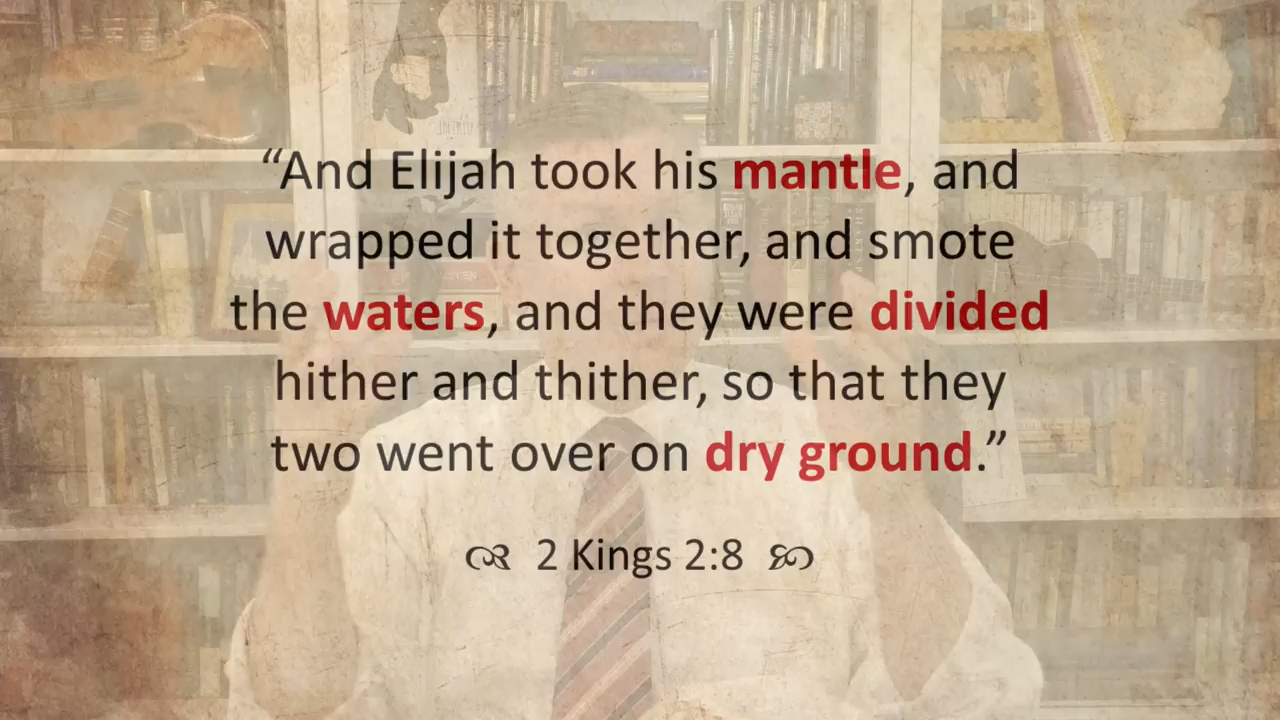 “And Elijah took his mantle, and
wrapped it together, and smote
the waters, and they were divided
hither and thither, so that they
two went over on dry ground.”
2 Kings 2:8